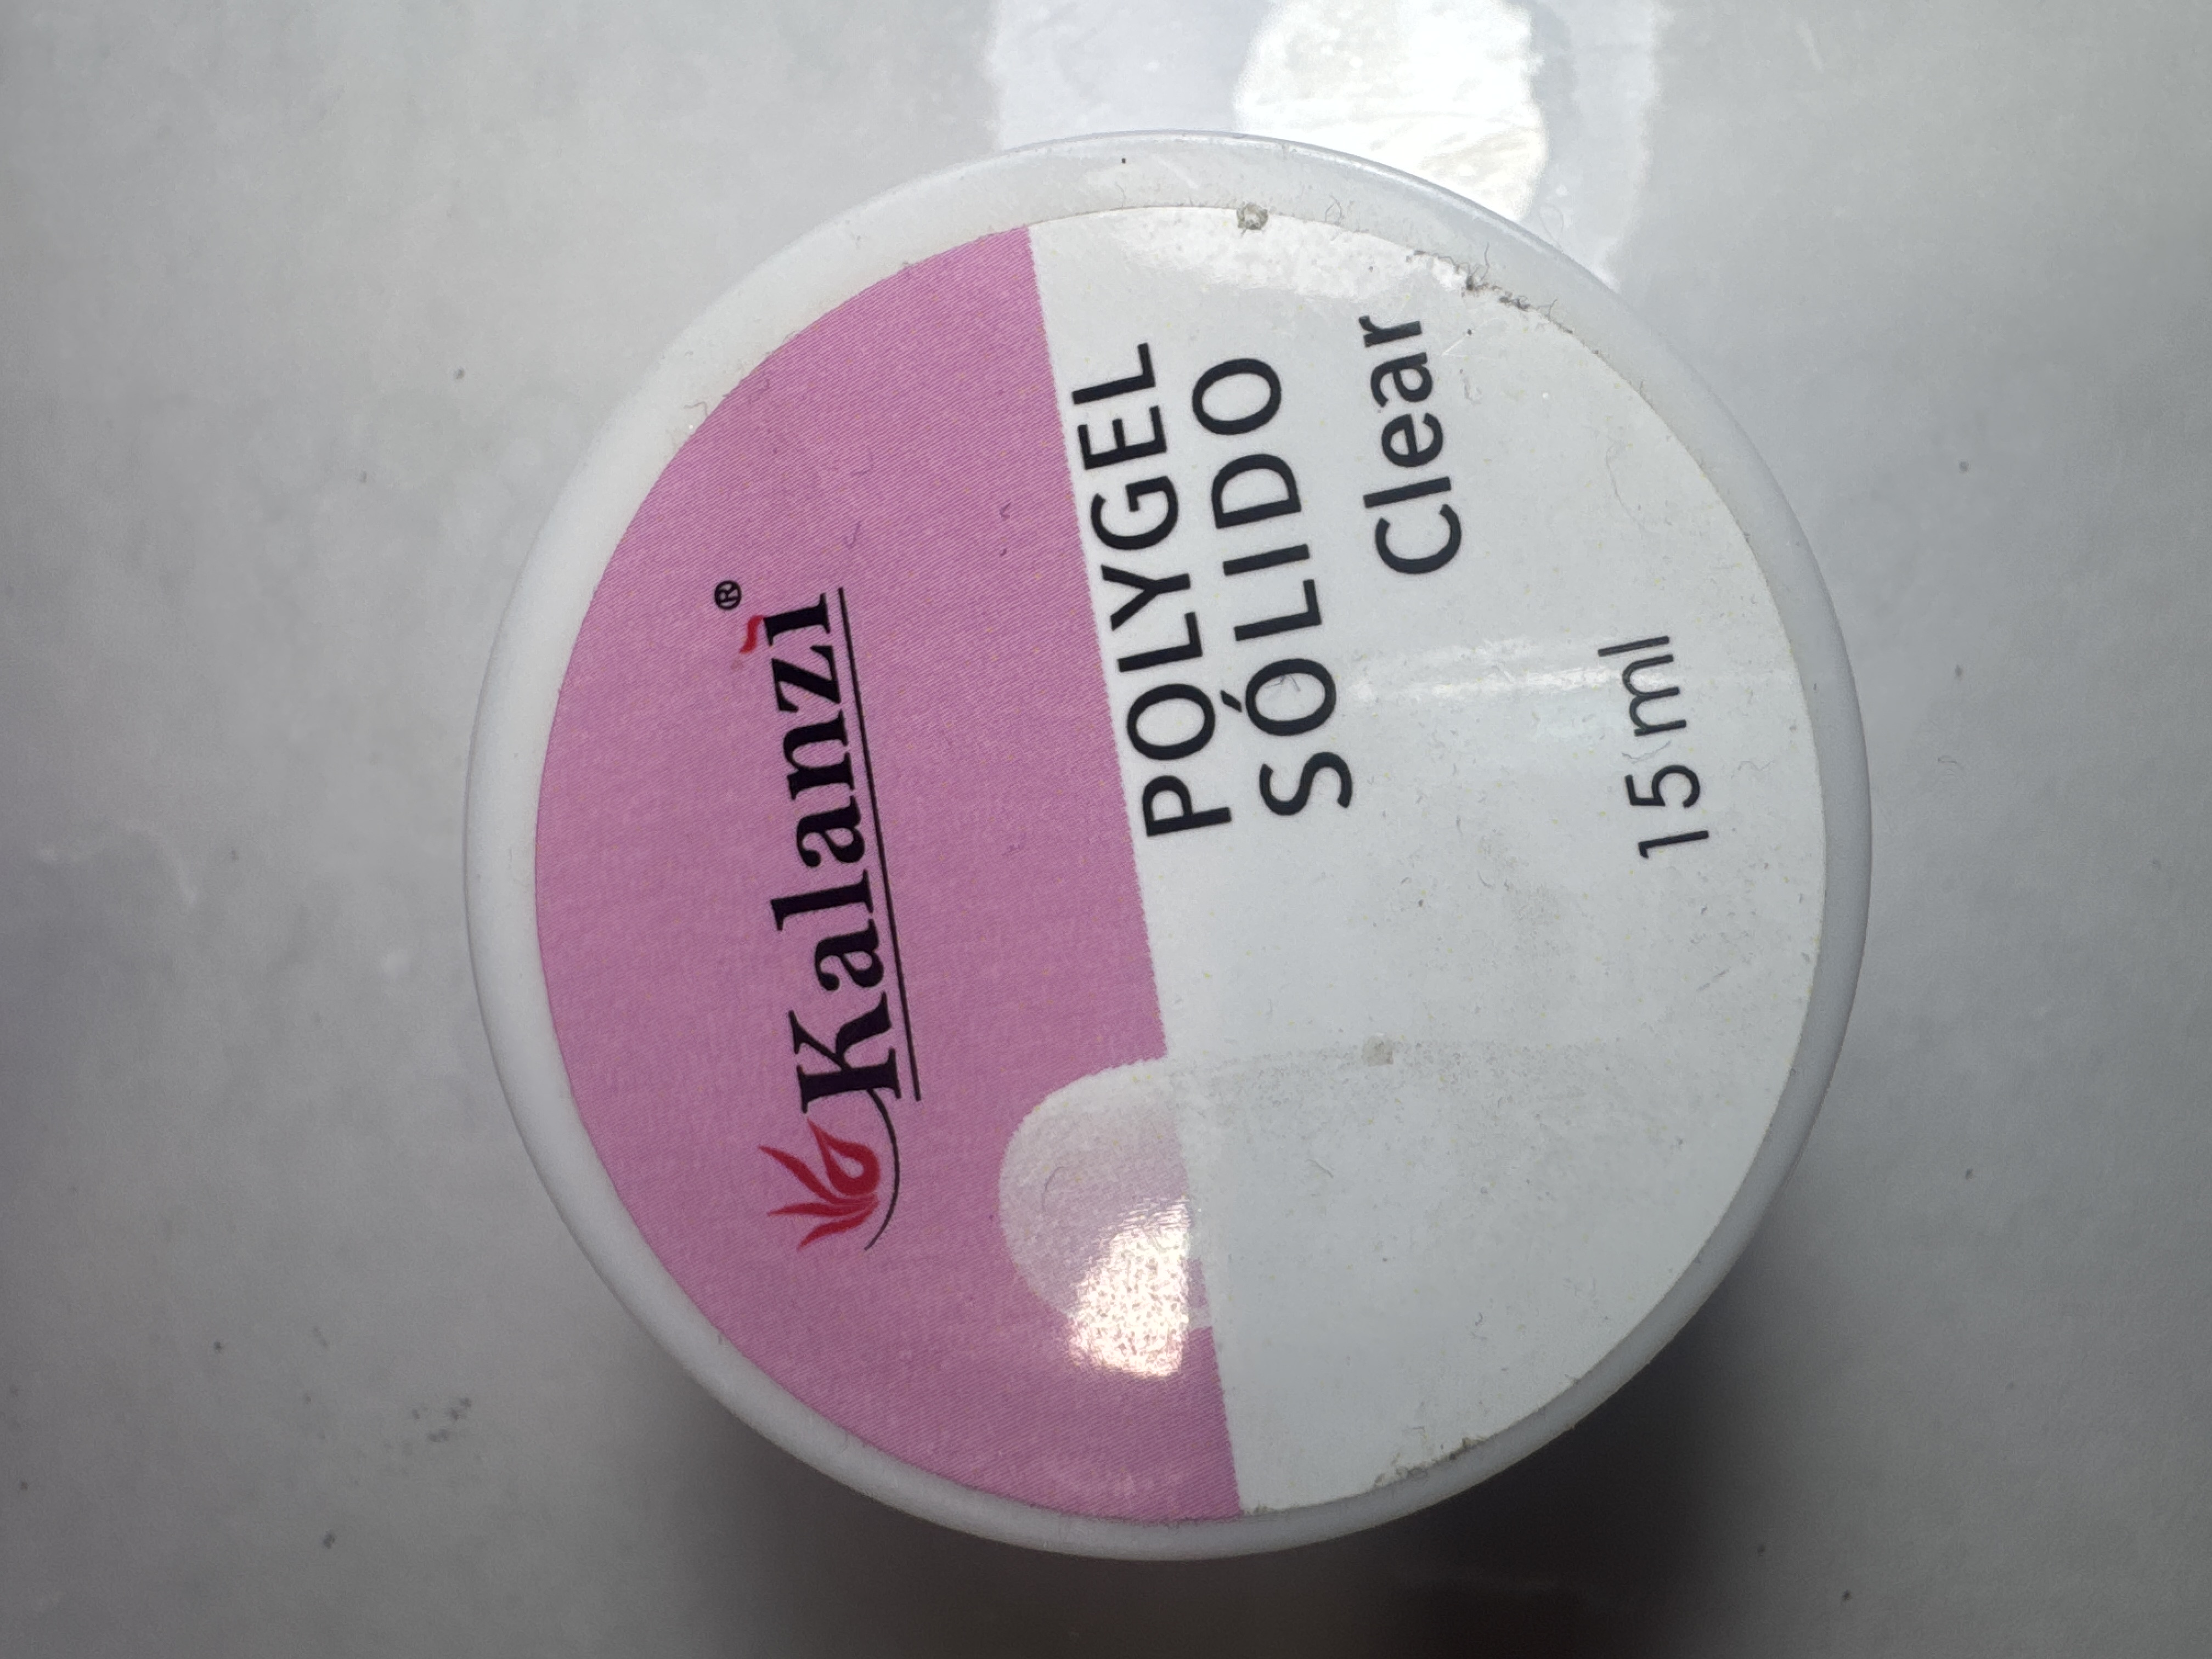 Kalanzi®
POLYGEL
SÓLIDO
Clear
15 ml